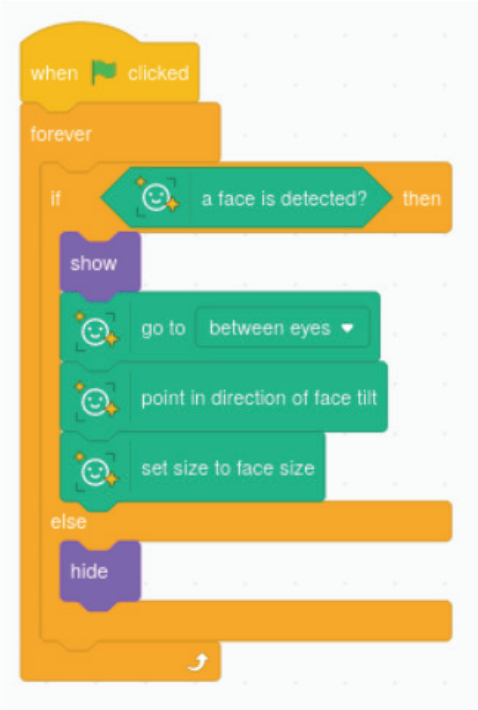 when clicked
forever
if a face is detected? then
show
go to between eyes
point in direction of face tilt
set size to face size
else
hide